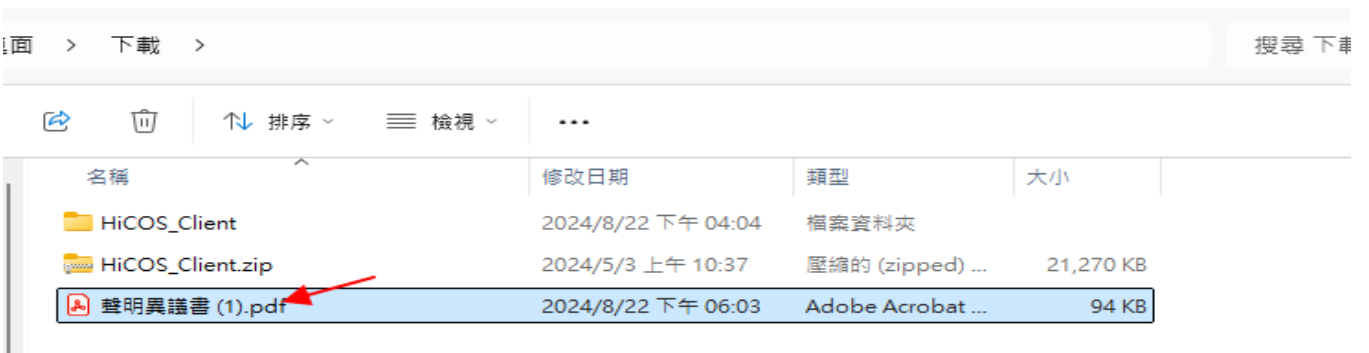 面 > 下載 >
搜尋 下載
排序
檢視
名稱 修改日期 類型 大小
HiCOS_Client 2024/8/22 下午 04:04 檔案資料夾
HiCOS_Client.zip 2024/5/3 上午 10:37 壓縮的 (zipped) ... 21,270 KB
聲明異議書 (1).pdf 2024/8/22 下午 06:03 Adobe Acrobat ... 94 KB